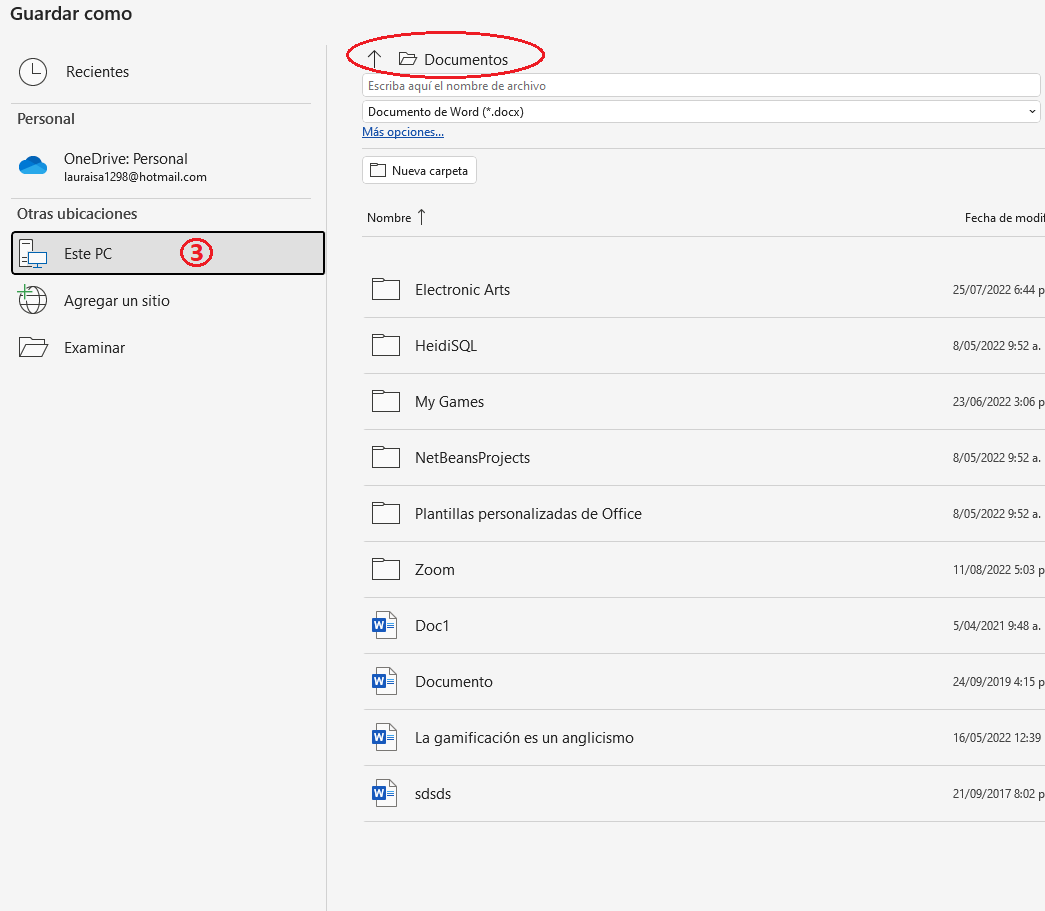 Guardar como
Recientes
Personal
OneDrive: Personal
lauraisa1298@hotmail.com
Otras ubicaciones
Este PC
3
Agregar un sitio
Examinar
Documentos
Escriba aquí el nombre de archivo
Documento de Word (*.docx)
Más opciones...
Nueva carpeta
Nombre ↑ Fecha de modif
Electronic Arts 25/07/2022 6:44 p
HeidiSQL 8/05/2022 9:52 a.
My Games 23/06/2022 3:06 p
NetBeansProjects 8/05/2022 9:52 a.
Plantillas personalizadas de Office 8/05/2022 9:52 a.
Zoom 11/08/2022 5:03 p
W Doc1 5/04/2021 9:48 a.
W Documento 24/09/2019 4:15 p
W La gamificación es un anglicismo 16/05/2022 12:39
W sdsds 21/09/2017 8:02 p